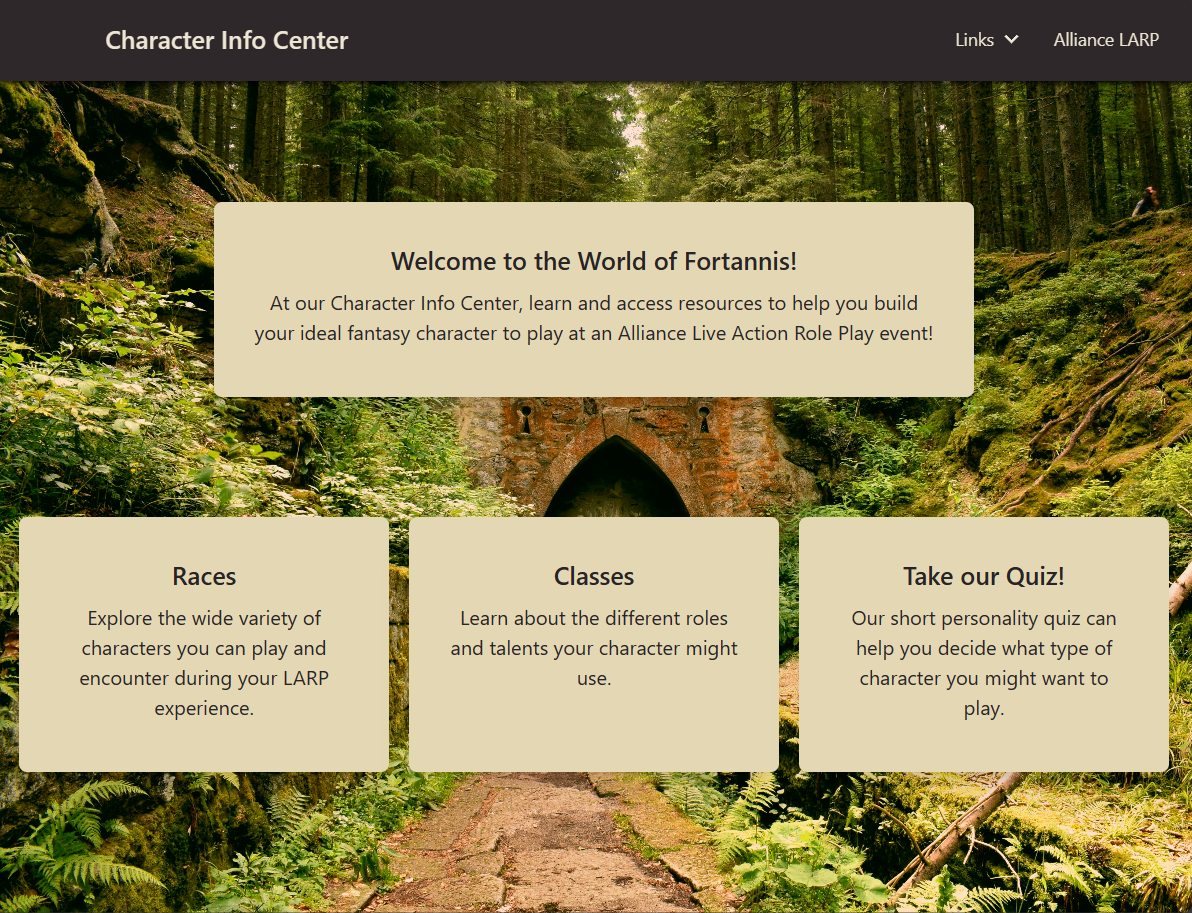 Character Info Center
Links
Alliance LARP
Welcome to the World of Fortannis!
At our Character Info Center, learn and access resources to help you build
your ideal fantasy character to play at an Alliance Live Action Role Play event!
Races
Explore the wide variety of
characters you can play and
encounter during your LARP
experience.
Classes
Learn about the different roles
and talents your character might
use.
Take our Quiz!
Our short personality quiz can
help you decide what type of
character you might want to
play.